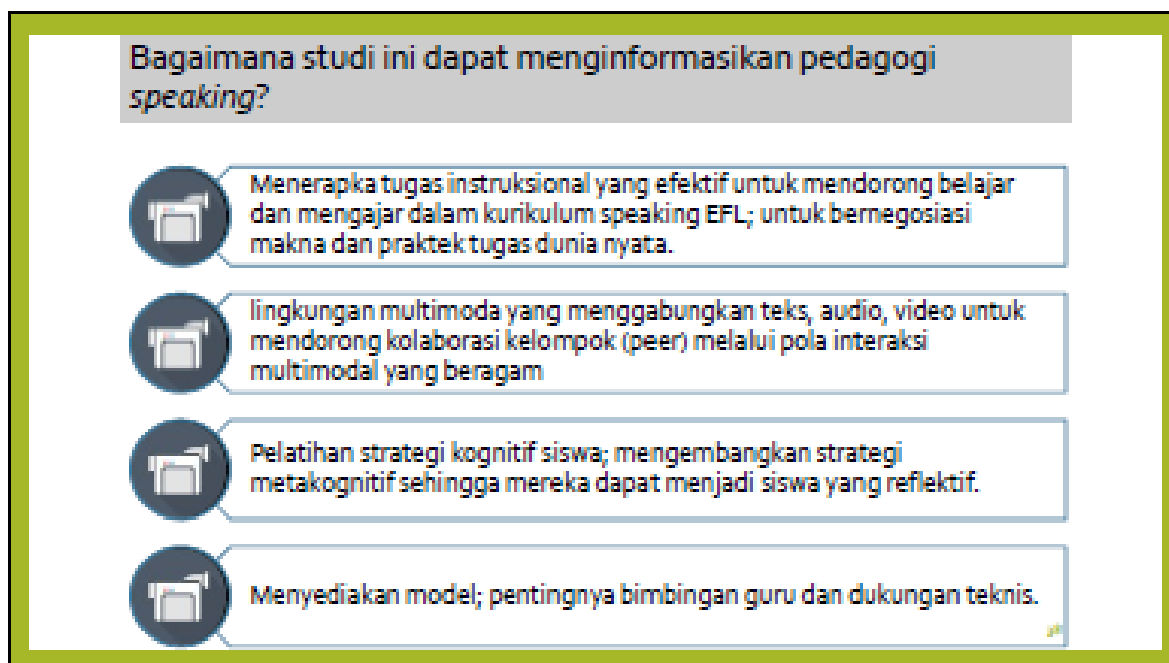 Bagaimana studi ini dapat menginformasikan pedagogi
speaking?
Menerapka tugas instruksional yang efektif untuk mendorong belajar
dan mengajar dalam kurikulum speaking EFL; untuk bernegosiasi
makna dan praktek tugas dunia nyata.
lingkungan multimoda yang menggabungkan teks, audio, video untuk
mendorong kolaborasi kelompok (peer) melalui pola interaksi
multimodal yang beragam
Pelatihan strategi kognitif siswa; mengembangkan strategi
metakognitif sehingga mereka dapat menjadi siswa yang reflektif.
Menyediakan model; pentingnya bimbingan guru dan dukungan teknis.